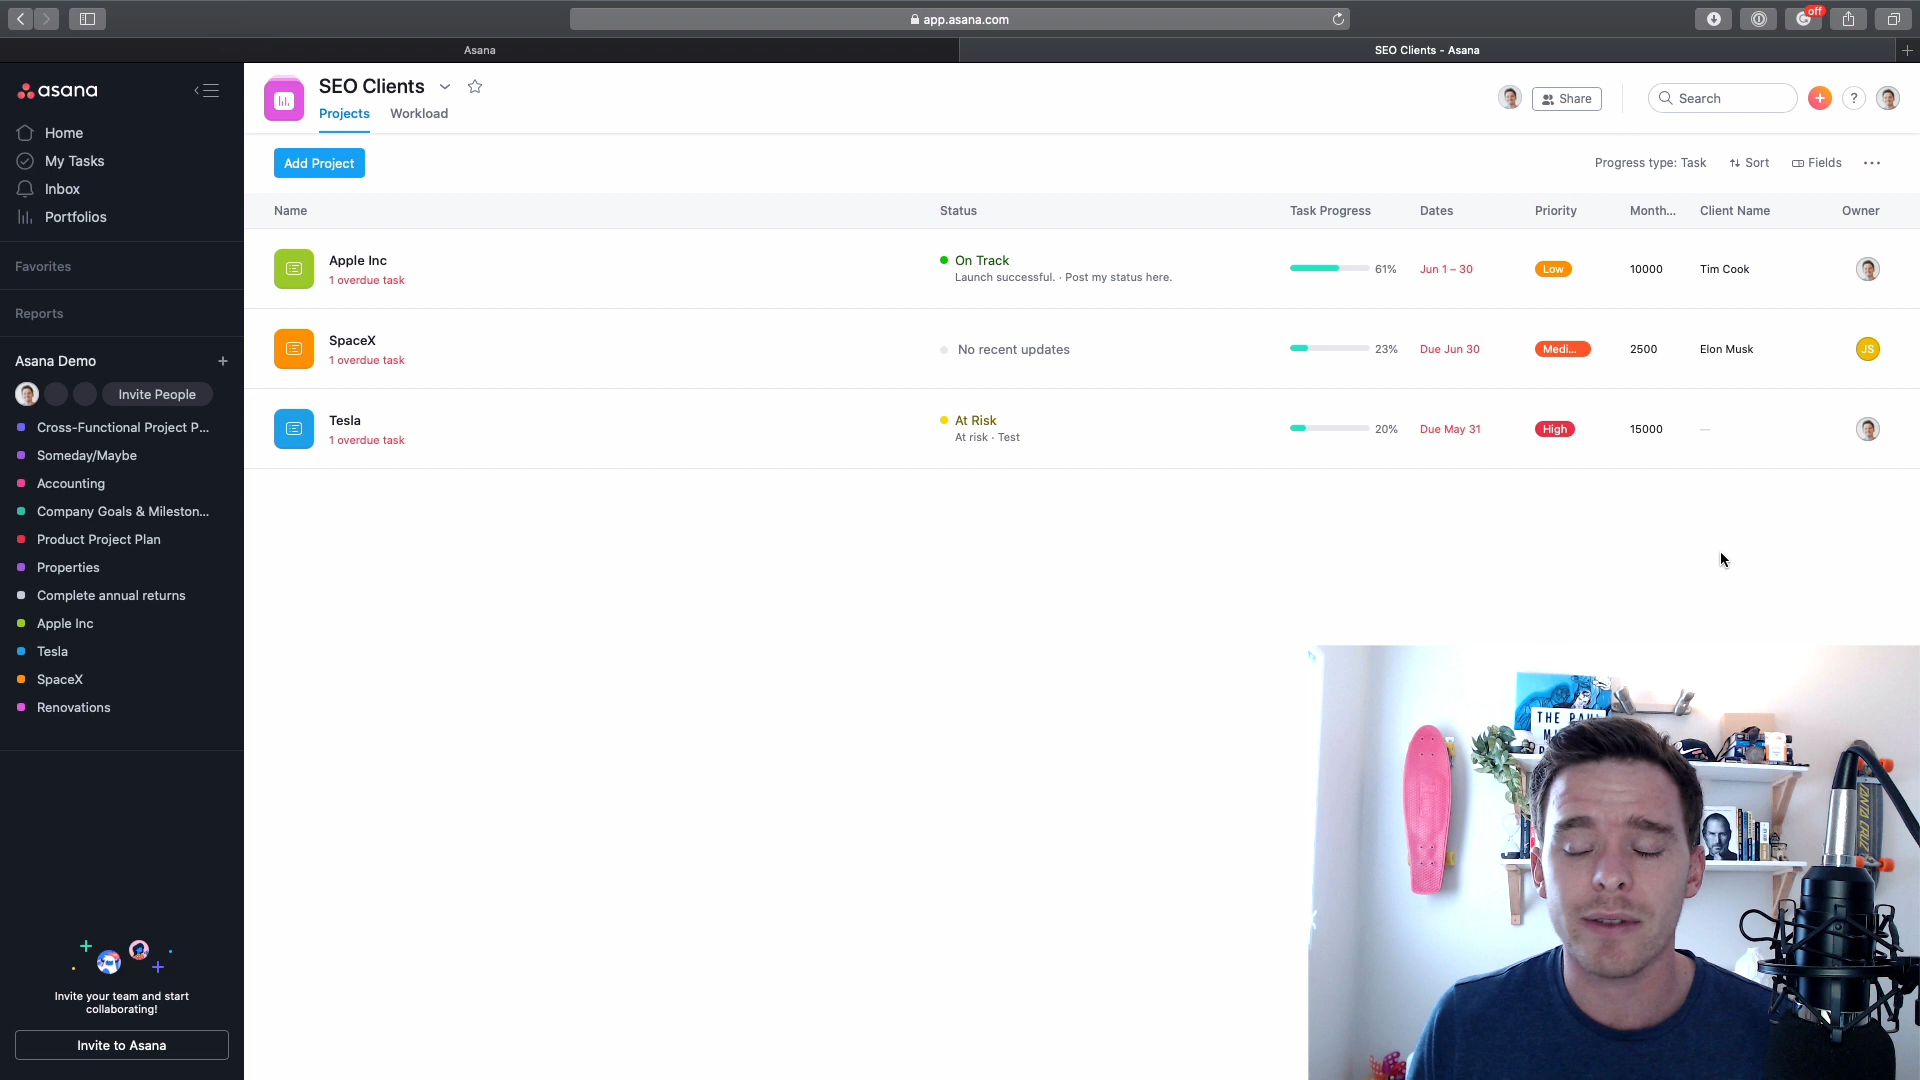 app.asana.com
off
Asana
SEO Clients - Asana
asana
Home
My Tasks
Inbox
Portfolios
Favorites
Reports
Asana Demo
Invite People
Cross-Functional Project P...
Someday/Maybe
Accounting
Company Goals & Mileston...
Product Project Plan
Properties
Complete annual returns
Apple Inc
Tesla
SpaceX
Renovations
Invite your team and start
collaborating!
Invite to Asana
SEO Clients
Projects
Workload
Share
Search
?
Add Project
Progress type: Task
Sort
Fields
Name
Status
Task Progress
Dates
Priority
Month...
Client Name
Owner
Apple Inc
1 overdue task
On Track
Launch successful. · Post my status here.
61%
Jun 1 – 30
Low
10000
Tim Cook
SpaceX
1 overdue task
No recent updates
23%
Due Jun 30
Medi...
2500
Elon Musk
JS
Tesla
1 overdue task
At Risk
At risk · Test
20%
Due May 31
High
15000
—
THE
SANTA CRUZ